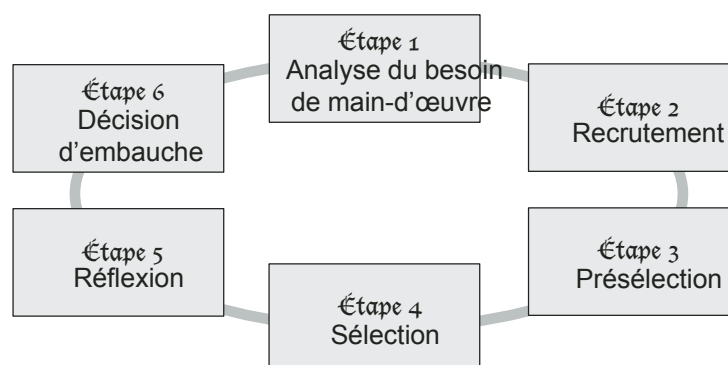 Étape 1
Analyse du besoin
de main-d'œuvre
Étape 2
Recrutement
Étape 3
Présélection
Étape 4
Sélection
Étape 5
Réflexion
Étape 6
Décision
d'embauche